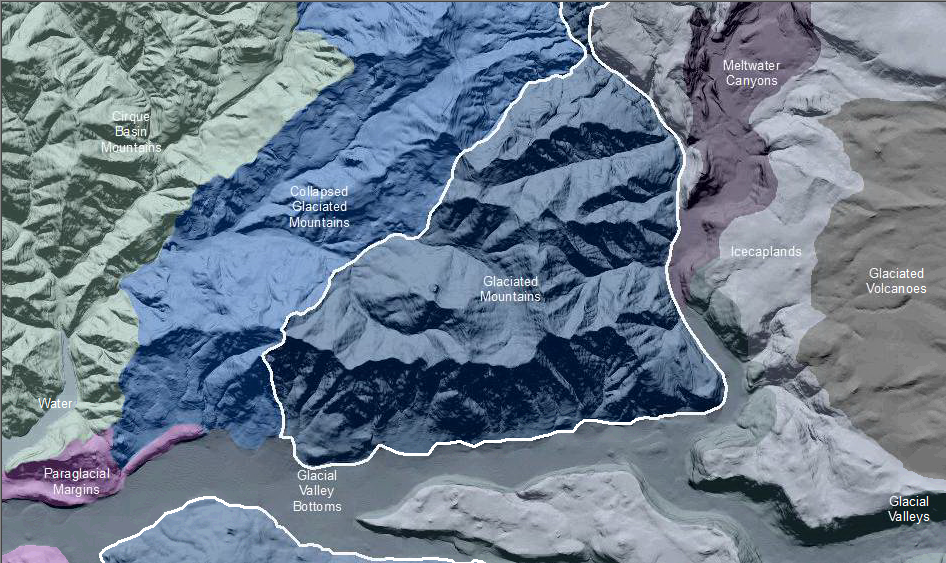 Meltwater
Canyons
Cirque
Basin
Mountains
Collapsed
Glaciated
Mountains
Icecaplands
Glaciated
Volcanoes
Glaciated
Mountains
Water
Paraglacial
Margins
Glacial
Valley
Bottoms
Glacial
Valleys